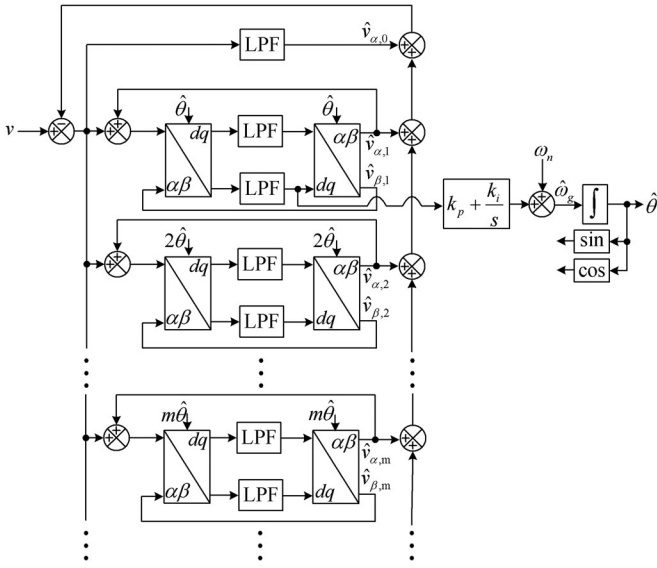 LPF
v̂α,0
v
θ̂
dq
LPF
θ̂
αβ
v̂α,1
v̂β,1
αβ
LPF
dq
kp + ki/s
ωn
ω̂g
∫
θ̂
sin
cos
2θ̂
dq
LPF
2θ̂
αβ
v̂α,2
v̂β,2
αβ
LPF
dq
mθ̂
dq
LPF
mθ̂
αβ
v̂α,m
v̂β,m
αβ
LPF
dq